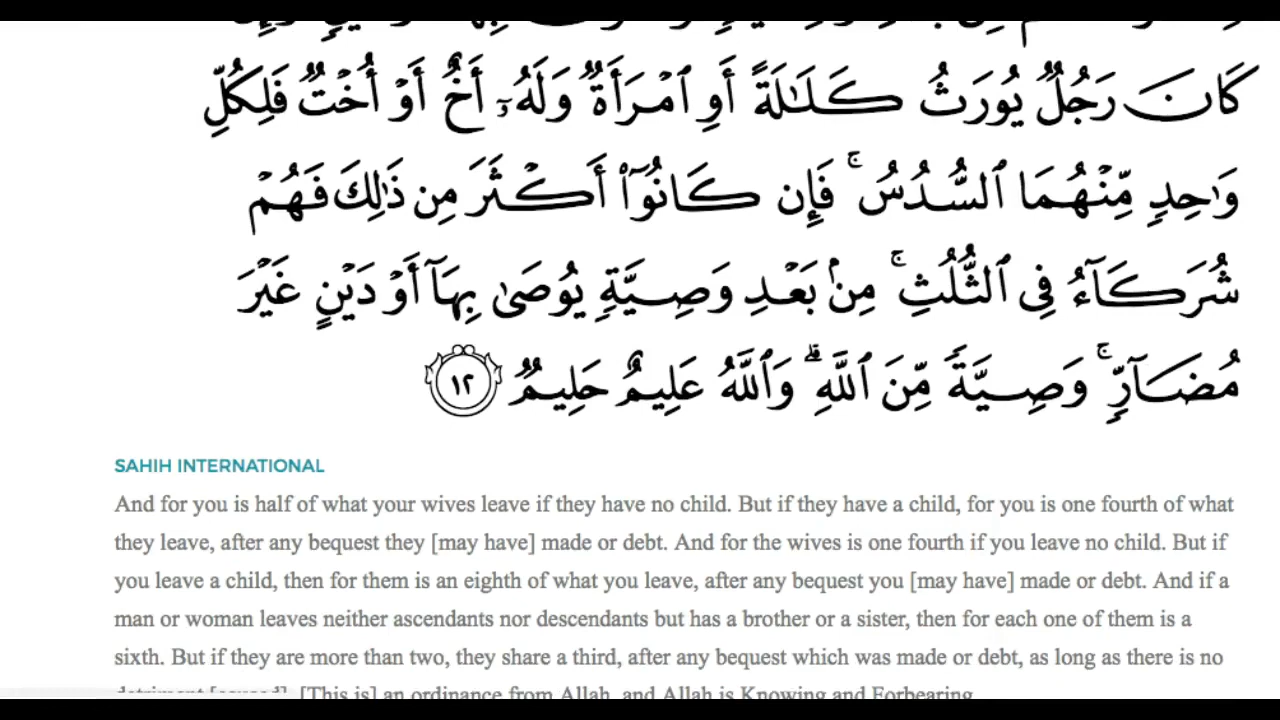 كَانَ رَجُلٌ يُورَثُ كَلَـٰلَةً أَوِ ٱمْرَأَةٌ وَلَهُۥٓ أَخٌ أَوْ أُخْتٌ فَلِكُلِّ
وَٰحِدٍ مِّنْهُمَا ٱلسُّدُسُ ۚ فَإِن كَانُوٓا۟ أَكْثَرَ مِن ذَٰلِكَ فَهُمْ
شُرَكَآءُ فِى ٱلثُّلُثِ ۚ مِنۢ بَعْدِ وَصِيَّةٍ يُوصَىٰ بِهَآ أَوْ دَيْنٍ غَيْرَ
مُضَآرٍّ ۚ وَصِيَّةً مِّنَ ٱللَّهِ ۗ وَٱللَّهُ عَلِيمٌ حَلِيمٌ ١٢
SAHIH INTERNATIONAL
And for you is half of what your wives leave if they have no child. But if they have a child, for you is one fourth of what
they leave, after any bequest they [may have] made or debt. And for the wives is one fourth if you leave no child. But if
you leave a child, then for them is an eighth of what you leave, after any bequest you [may have] made or debt. And if a
man or woman leaves neither ascendants nor descendants but has a brother or a sister, then for each one of them is a
sixth. But if they are more than two, they share a third, after any bequest which was made or debt, as long as there is no
detriment [caused]. [This is] an ordinance from Allah, and Allah is Knowing and Forbearing.